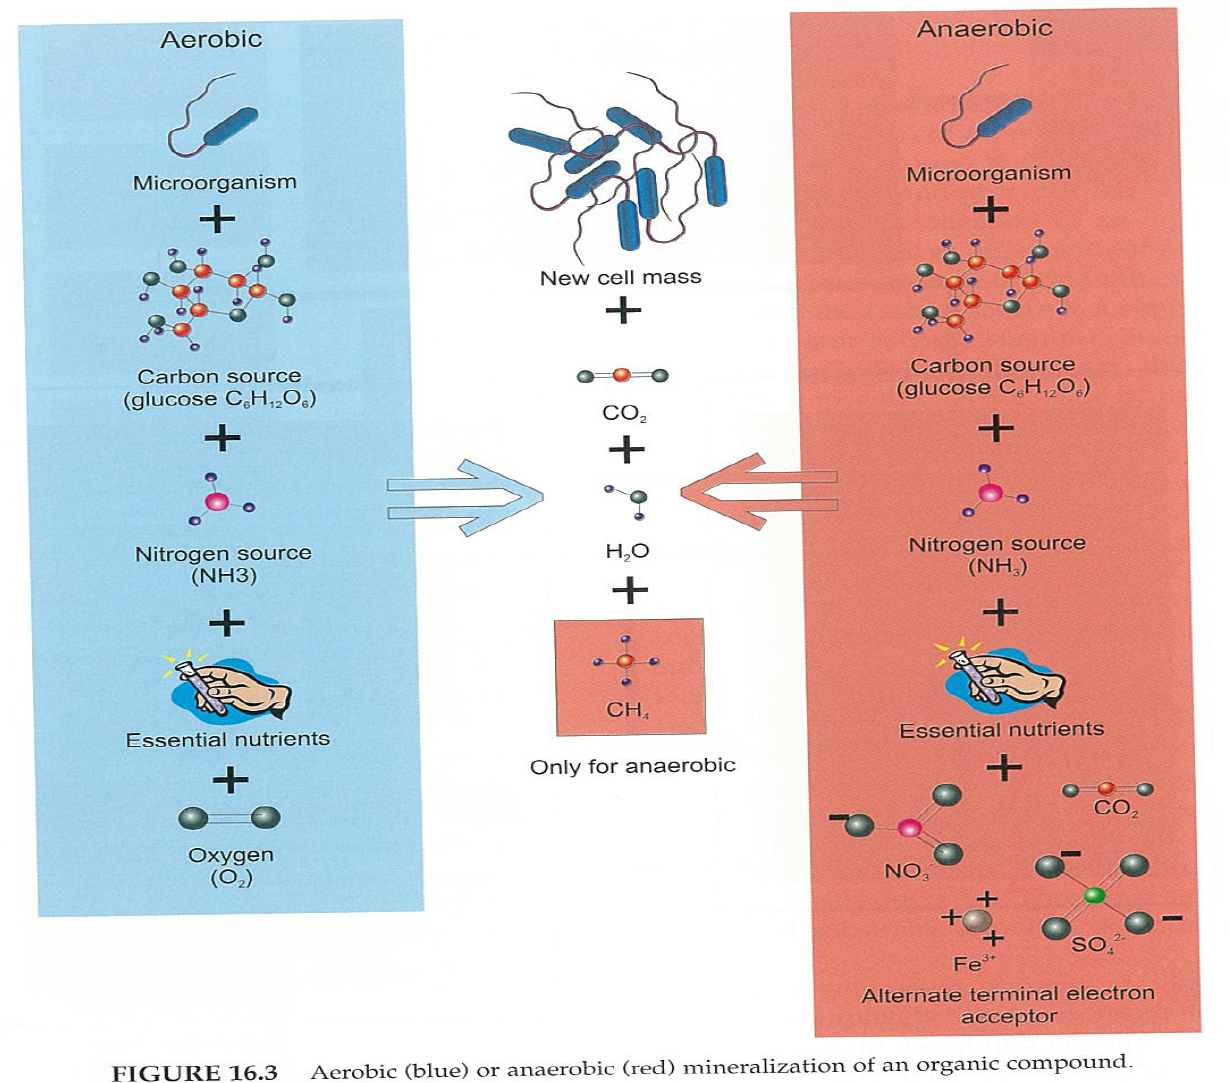 Aerobic
Microorganism
+
Carbon source
(glucose C₆H₁₂O₆)
+
Nitrogen source
(NH3)
+
Essential nutrients
+
Oxygen
(O₂)
New cell mass
+
CO₂
+
H₂O
+
CH₄
Only for anaerobic
Anaerobic
Microorganism
+
Carbon source
(glucose C₆H₁₂O₆)
+
Nitrogen source
(NH₃)
+
Essential nutrients
+
NO₃⁻
CO₂
Fe³⁺
SO₄²⁻
Alternate terminal electron
acceptor
FIGURE 16.3 Aerobic (blue) or anaerobic (red) mineralization of an organic compound.